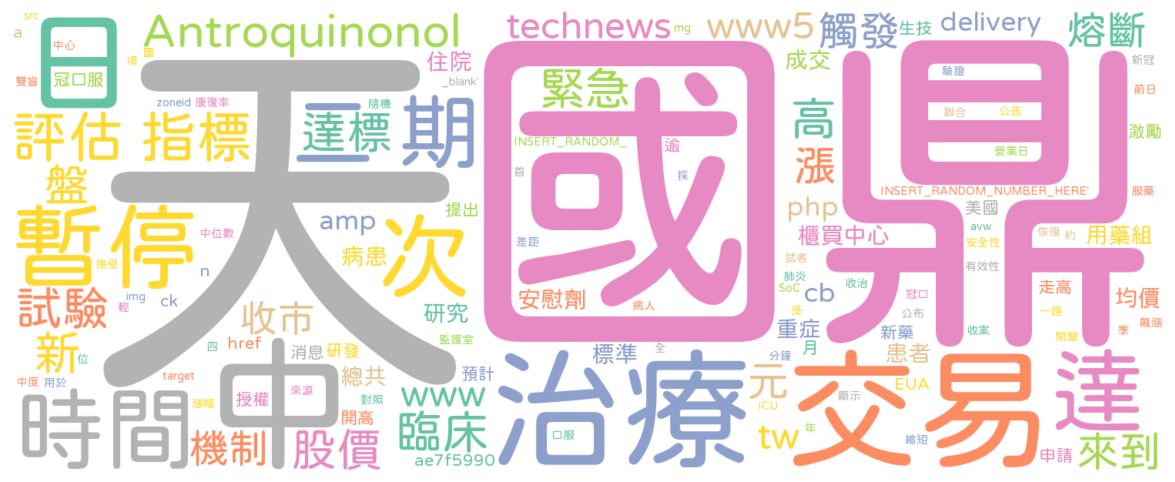 src
a
日
中心
冠口服
雙盲
項
圖
Antroquinonol
住院
_blank'
technews
mg
www5
觸發
生技
delivery
熔斷
成交
新冠
前日
zoneid
康復率
隨機
評估
指標
天
達標
一
期
緊急
INSERT_RANDOM_
逾
國
首
採
差距
病人
安慰劑
高
漲
鼎
驗證
聯合
公告
營業日
激勵
INSERT_RANDOM_NUMBER_HERE'
服藥
盤
暫停
中位數
接受
amp
提出
病患
次
n
php
美國
櫃買中心
avw
安全性
恢復
約
用藥組
試者
有效性
試驗
img
輕
ck
收市
研究
監護室
肺炎
SoC
收治
cb
冠口
受
公布
走高
均價
新
位
四
href
消息
研發
重症
月
新藥
收案
一路
開盤
季
飆漲
中度
用於
target
總共
預計
標準
全
分鐘
患者
漲幅
中
授權
來源
對照
www
元
顯示
EUA
時間
開高
臨床
治療
口服
ICU
交易
達
機制
股價
ae7f5990
tw
年
縮短
申請
來到